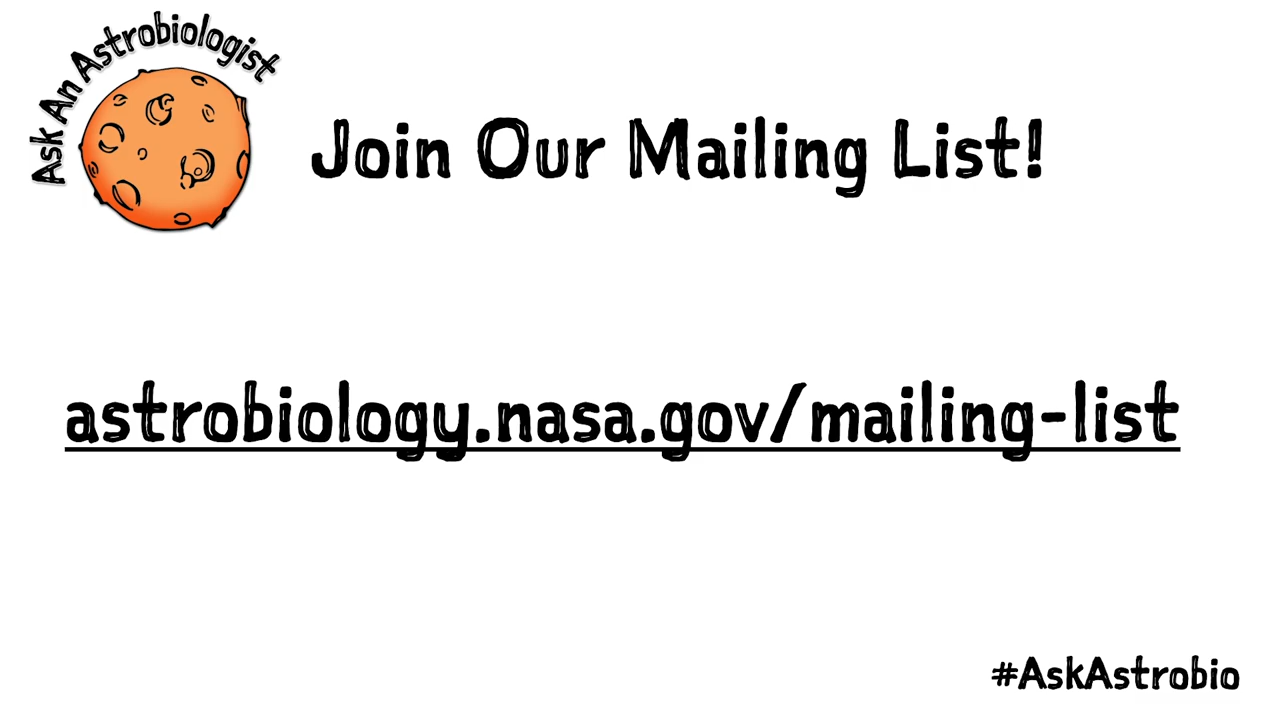 Ask An Astrobiologist
Join Our Mailing List!
astrobiology.nasa.gov/mailing-list
#AskAstrobio